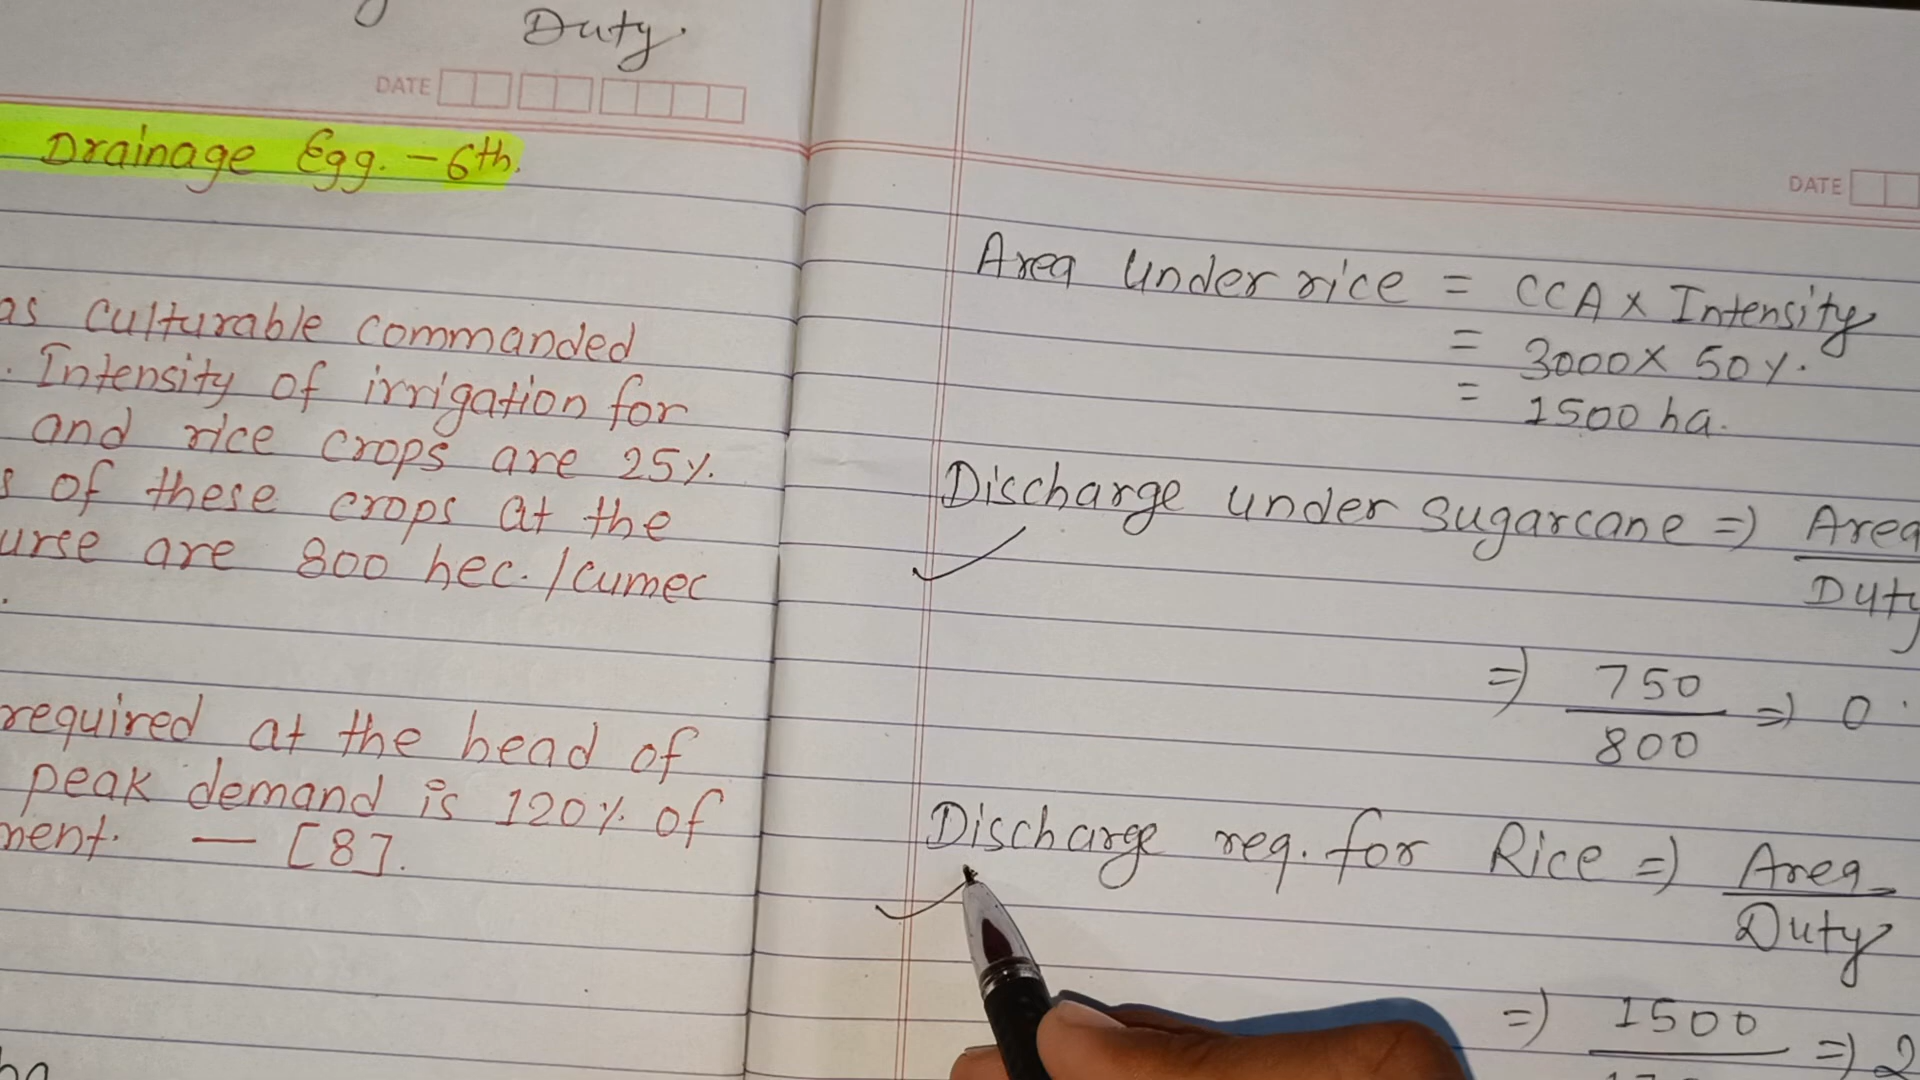 Duty.
DATE
Drainage Egg. - 6th.
as culturable commanded
. Intensity of irrigation for
and rice crops are 25%.
s of these crops at the
urse are 800 hec./cumec
.
required at the head of
peak demand is 120% of
ment. — [8].
ha
DATE
Area under rice = CCA x Intensity
= 3000 x 50%.
= 1500 ha.
Discharge under sugarcane => Area
Duty
=> 750
800 => 0.
Discharge req. for Rice => Area
Duty
=> 1500 => 2